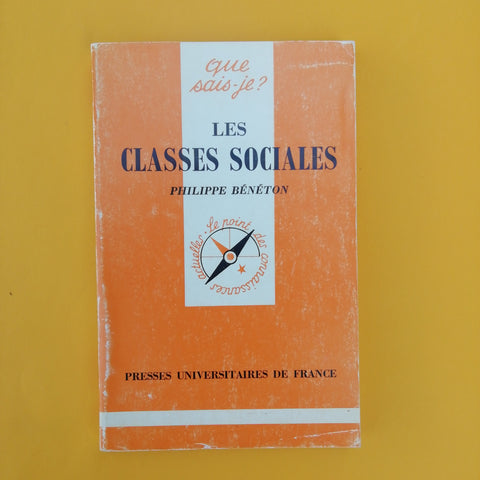 que
sais-je?
LES
CLASSES SOCIALES
PHILIPPE BÉNÉTON
Le point des connaissances actuelles
PRESSES UNIVERSITAIRES DE FRANCE